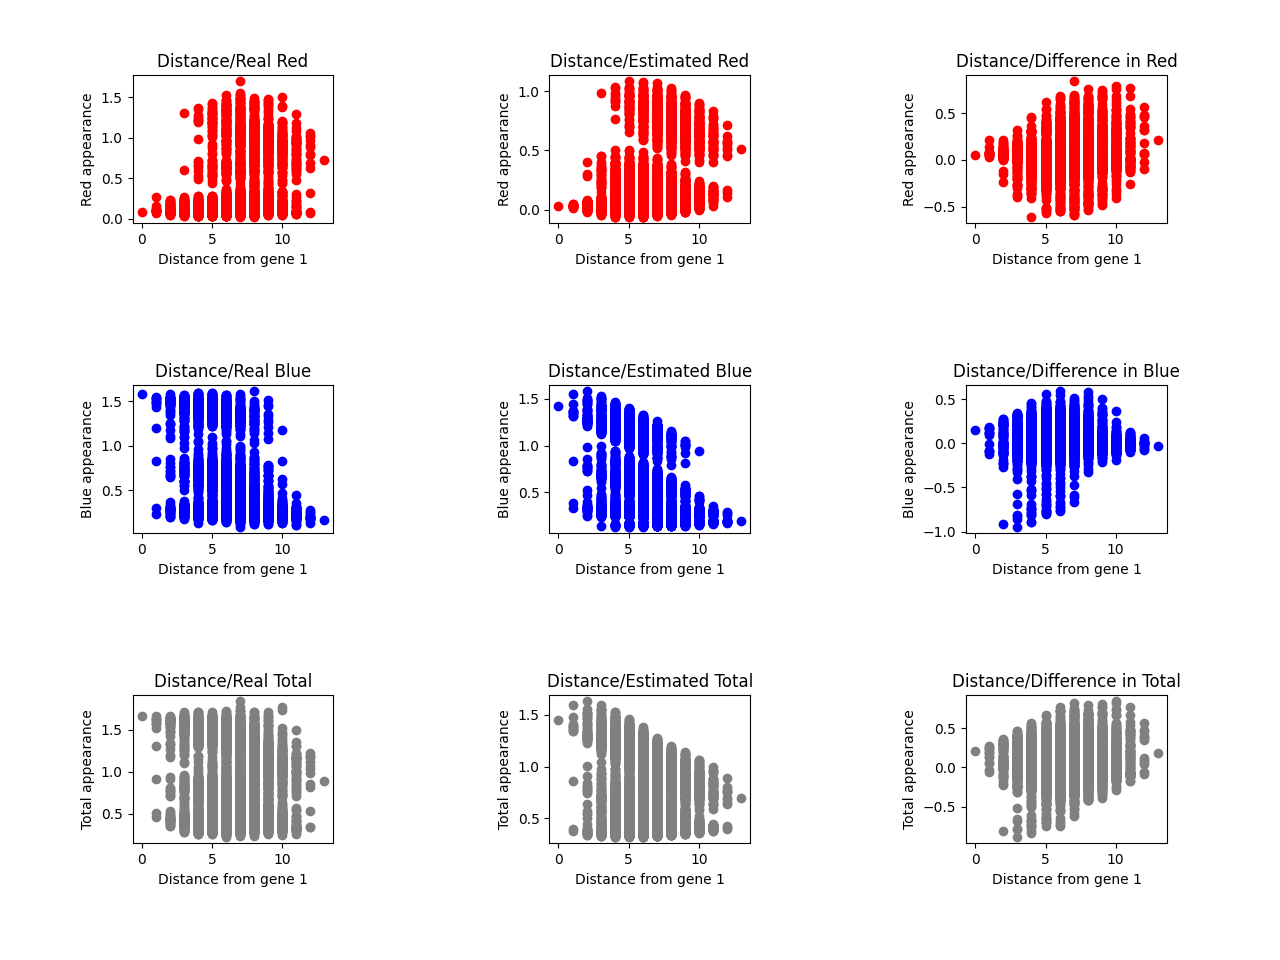 Distance/Real Red
Red appearance
1.5
1.0
0.5
0.0
0 5 10
Distance from gene 1
Distance/Estimated Red
Red appearance
1.0
0.5
0.0
0 5 10
Distance from gene 1
Distance/Difference in Red
Red appearance
0.5
0.0
−0.5
0 5 10
Distance from gene 1
Distance/Real Blue
Blue appearance
1.5
1.0
0.5
0 5 10
Distance from gene 1
Distance/Estimated Blue
Blue appearance
1.5
1.0
0.5
0 5 10
Distance from gene 1
Distance/Difference in Blue
Blue appearance
0.5
0.0
−0.5
−1.0
0 5 10
Distance from gene 1
Distance/Real Total
Total appearance
1.5
1.0
0.5
0 5 10
Distance from gene 1
Distance/Estimated Total
Total appearance
1.5
1.0
0.5
0 5 10
Distance from gene 1
Distance/Difference in Total
Total appearance
0.5
0.0
−0.5
0 5 10
Distance from gene 1